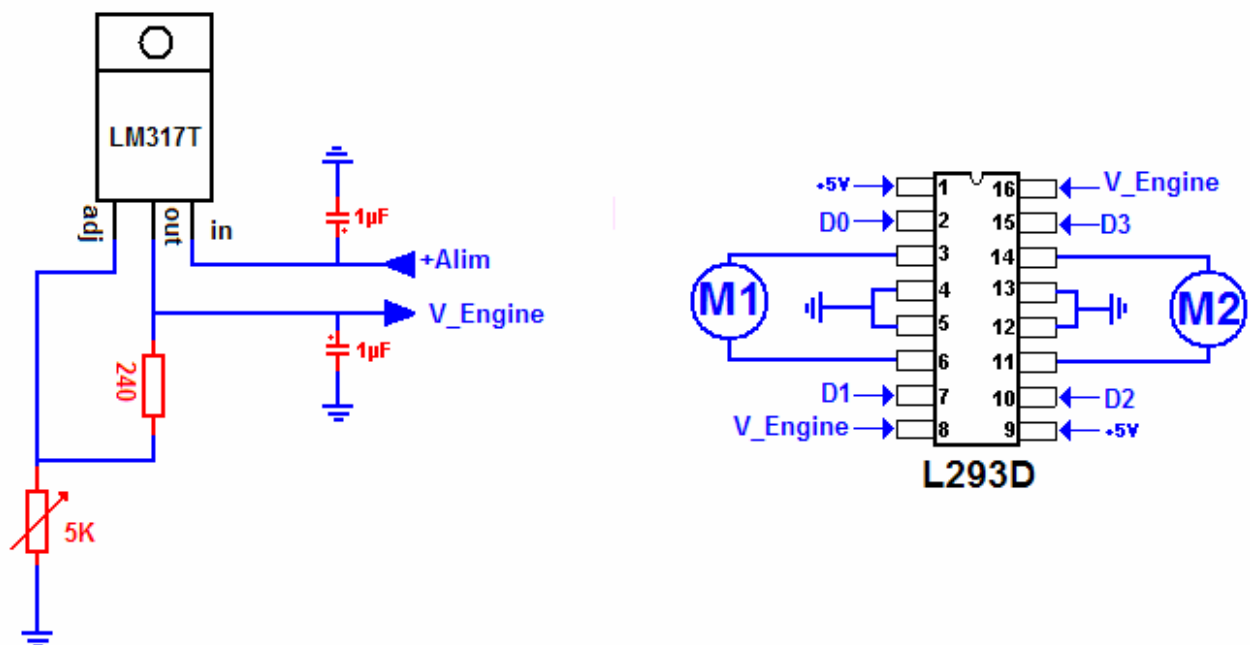 LM317T
adj
out
in
1µF
+
+Alim
V_Engine
+
1µF
240
5K
+5V
1
16
V_Engine
D0
2
15
D3
3
14
M1
4
13
M2
5
12
6
11
D1
7
10
D2
V_Engine
8
9
+5V
L293D